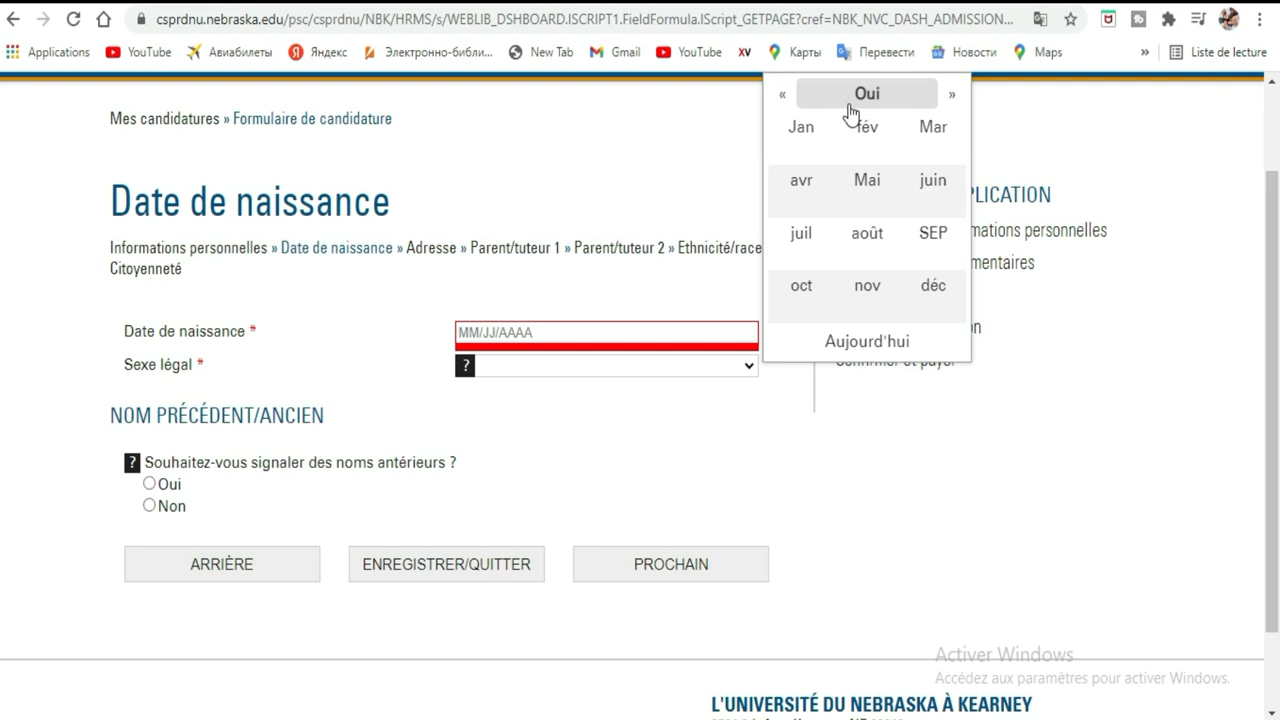 csprdnu.nebraska.edu/psc/csprdnu/NBK/HRMS/s/WEBLIB_DSHBOARD.ISCRIPT1.FieldFormula.IScript_GETPAGE?cref=NBK_NVC_DASH_ADMISSION...
Applications YouTube Авиабилеты Яндекс Электронно-библи... New Tab Gmail YouTube XV Карты Перевести Новости Maps » Liste de lecture
« Oui »
Jan fév Mar
avr Mai juin
juil août SEP
oct nov déc
Aujourd'hui
Mes candidatures » Formulaire de candidature
Date de naissance
Informations personnelles » Date de naissance » Adresse » Parent/tuteur 1 » Parent/tuteur 2 » Ethnicité/race
Citoyenneté
Date de naissance *
MM/JJ/AAAA
Sexe légal *
?
NOM PRÉCÉDENT/ANCIEN
? Souhaitez-vous signaler des noms antérieurs ?
Oui
Non
ARRIÈRE ENREGISTRER/QUITTER PROCHAIN
Activer Windows
Accédez aux paramètres pour activer Windows.
L'UNIVERSITÉ DU NEBRASKA À KEARNEY